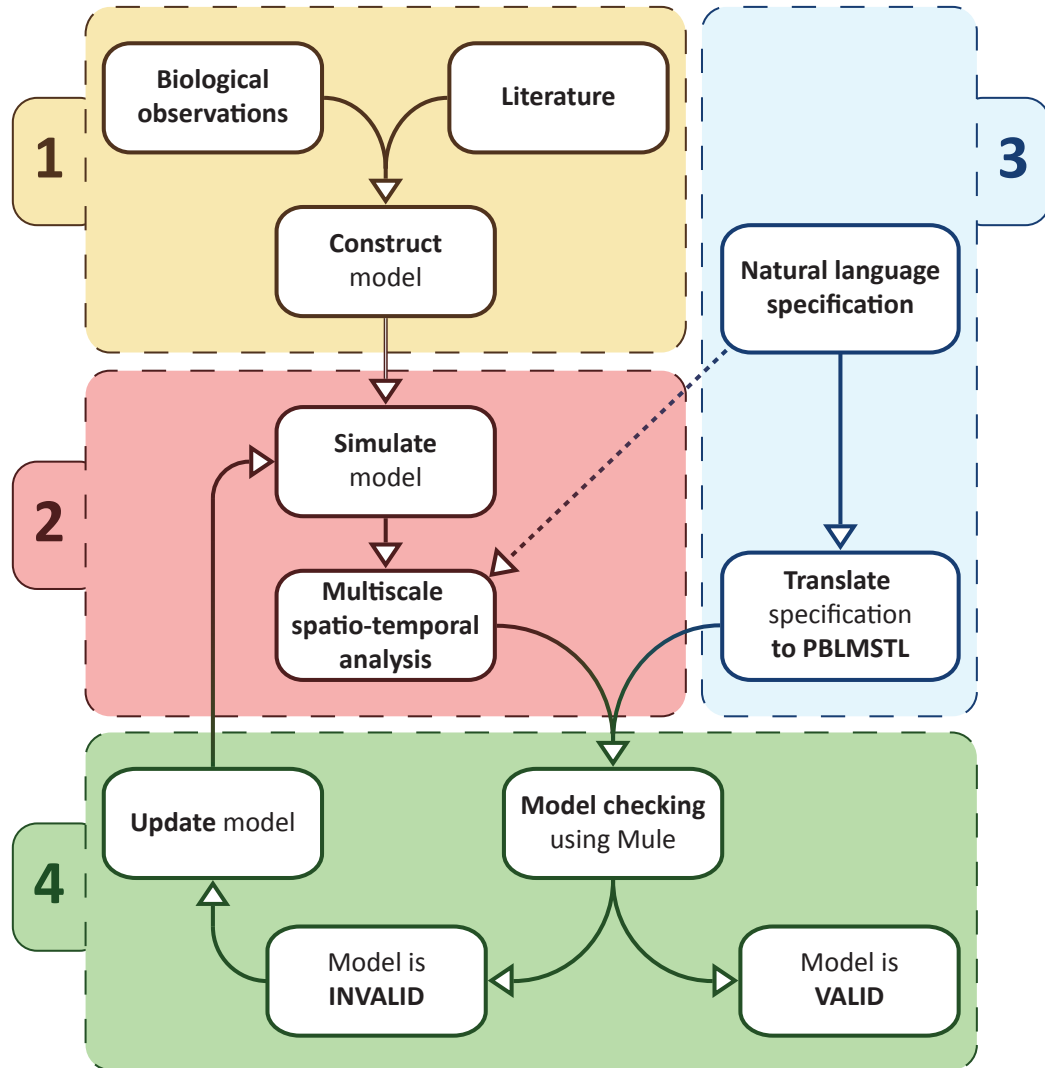 1
Biological
observations
Literature
Construct
model
3
Natural language
specification
Translate
specification
to PBLMSTL
2
Simulate
model
Multiscale
spatio-temporal
analysis
4
Update model
Model checking
using Mule
Model is
INVALID
Model is
VALID